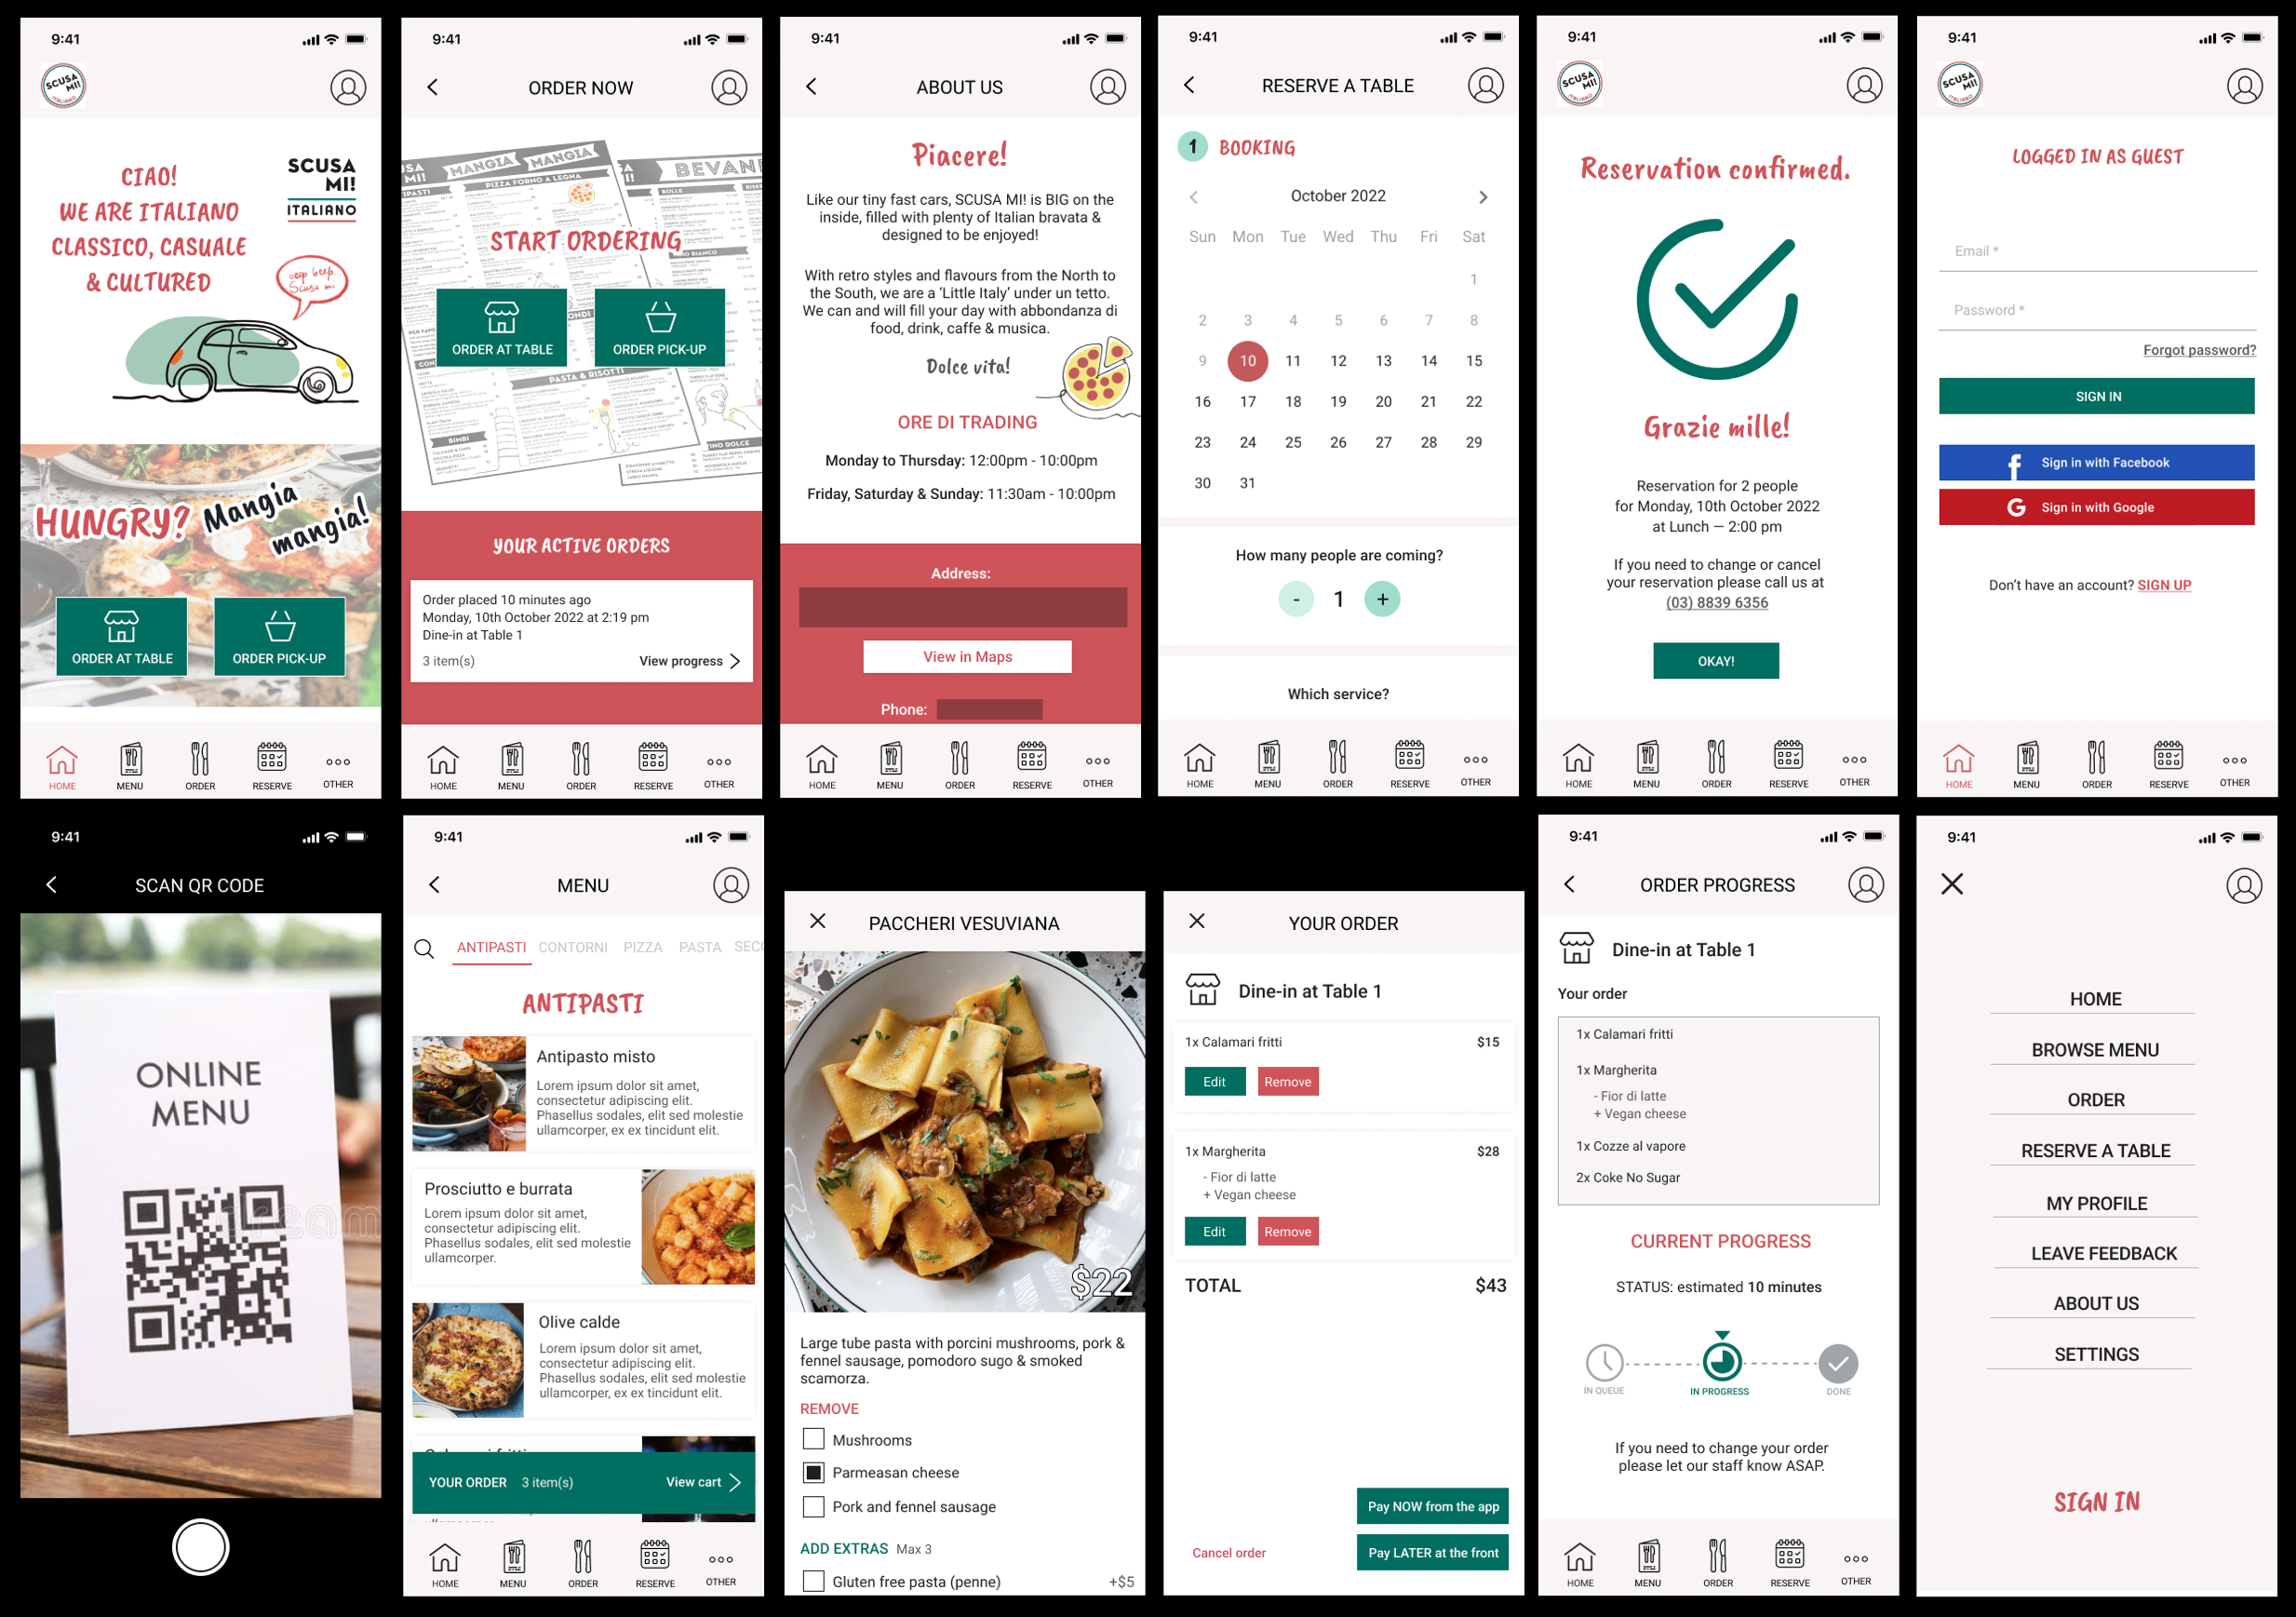 9:41
SCUSA MI!
ITALIANO
CIAO!
WE ARE ITALIANO
CLASSICO, CASUALE
& CULTURED
SCUSA
MI!
ITALIANO
beep beep...
Scusa mi
HUNGRY? Mangia
mangia!
ORDER AT TABLE
ORDER PICK-UP
HOME
MENU
ORDER
RESERVE
OTHER
9:41
ORDER NOW
MANGIA MANGIA
BEVAN
PIZZA FORNO A LEGNA
START ORDERING
ORDER AT TABLE
ORDER PICK-UP
PASTA & RISOTTI
BIMBI
YOUR ACTIVE ORDERS
Order placed 10 minutes ago
Monday, 10th October 2022 at 2:19 pm
Dine-in at Table 1
3 item(s)
View progress
HOME
MENU
ORDER
RESERVE
OTHER
9:41
ABOUT US
Piacere!
Like our tiny fast cars, SCUSA MI! is BIG on the
inside, filled with plenty of Italian bravata &
designed to be enjoyed!
With retro styles and flavours from the North to
the South, we are a ‘Little Italy’ under un tetto.
We can and will fill your day with abbondanza di
food, drink, caffe & musica.
Dolce vita!
ORE DI TRADING
Monday to Thursday: 12:00pm - 10:00pm
Friday, Saturday & Sunday: 11:30am - 10:00pm
Address:
View in Maps
Phone:
HOME
MENU
ORDER
RESERVE
OTHER
9:41
RESERVE A TABLE
1 BOOKING
October 2022
Sun Mon Tue Wed Thu Fri Sat
1
2 3 4 5 6 7 8
9 10 11 12 13 14 15
16 17 18 19 20 21 22
23 24 25 26 27 28 29
30 31
How many people are coming?
- 1 +
Which service?
HOME
MENU
ORDER
RESERVE
OTHER
9:41
SCUSA MI!
ITALIANO
Reservation confirmed.
Grazie mille!
Reservation for 2 people
for Monday, 10th October 2022
at Lunch — 2:00 pm
If you need to change or cancel
your reservation please call us at
(03) 8839 6356
OKAY!
HOME
MENU
ORDER
RESERVE
OTHER
9:41
SCUSA MI!
ITALIANO
LOGGED IN AS GUEST
Email *
Password *
Forgot password?
SIGN IN
Sign in with Facebook
Sign in with Google
Don’t have an account? SIGN UP
HOME
MENU
ORDER
RESERVE
OTHER
9:41
SCAN QR CODE
ONLINE
MENU
9:41
MENU
ANTIPASTI CONTORNI PIZZA PASTA SECO
ANTIPASTI
Antipasto misto
Lorem ipsum dolor sit amet,
consectetur adipiscing elit.
Phasellus sodales, elit sed molestie
ullamcorper, ex ex tincidunt elit.
Prosciutto e burrata
Lorem ipsum dolor sit amet,
consectetur adipiscing elit.
Phasellus sodales, elit sed molestie
ullamcorper.
Olive calde
Lorem ipsum dolor sit amet,
consectetur adipiscing elit.
Phasellus sodales, elit sed molestie
ullamcorper, ex ex tincidunt elit.
YOUR ORDER 3 item(s)
View cart
HOME
MENU
ORDER
RESERVE
OTHER
PACCHERI VESUVIANA
$22
Large tube pasta with porcini mushrooms, pork &
fennel sausage, pomodoro sugo & smoked
scamorza.
REMOVE
Mushrooms
Parmeasan cheese
Pork and fennel sausage
ADD EXTRAS Max 3
Gluten free pasta (penne) +$5
YOUR ORDER
Dine-in at Table 1
1x Calamari fritti $15
Edit Remove
1x Margherita $28
- Fior di latte
+ Vegan cheese
Edit Remove
TOTAL $43
Pay NOW from the app
Cancel order
Pay LATER at the front
9:41
ORDER PROGRESS
Dine-in at Table 1
Your order
1x Calamari fritti
1x Margherita
- Fior di latte
+ Vegan cheese
1x Cozze al vapore
2x Coke No Sugar
CURRENT PROGRESS
STATUS: estimated 10 minutes
IN QUEUE
IN PROGRESS
DONE
If you need to change your order
please let our staff know ASAP.
HOME
MENU
ORDER
RESERVE
OTHER
9:41
HOME
BROWSE MENU
ORDER
RESERVE A TABLE
MY PROFILE
LEAVE FEEDBACK
ABOUT US
SETTINGS
SIGN IN